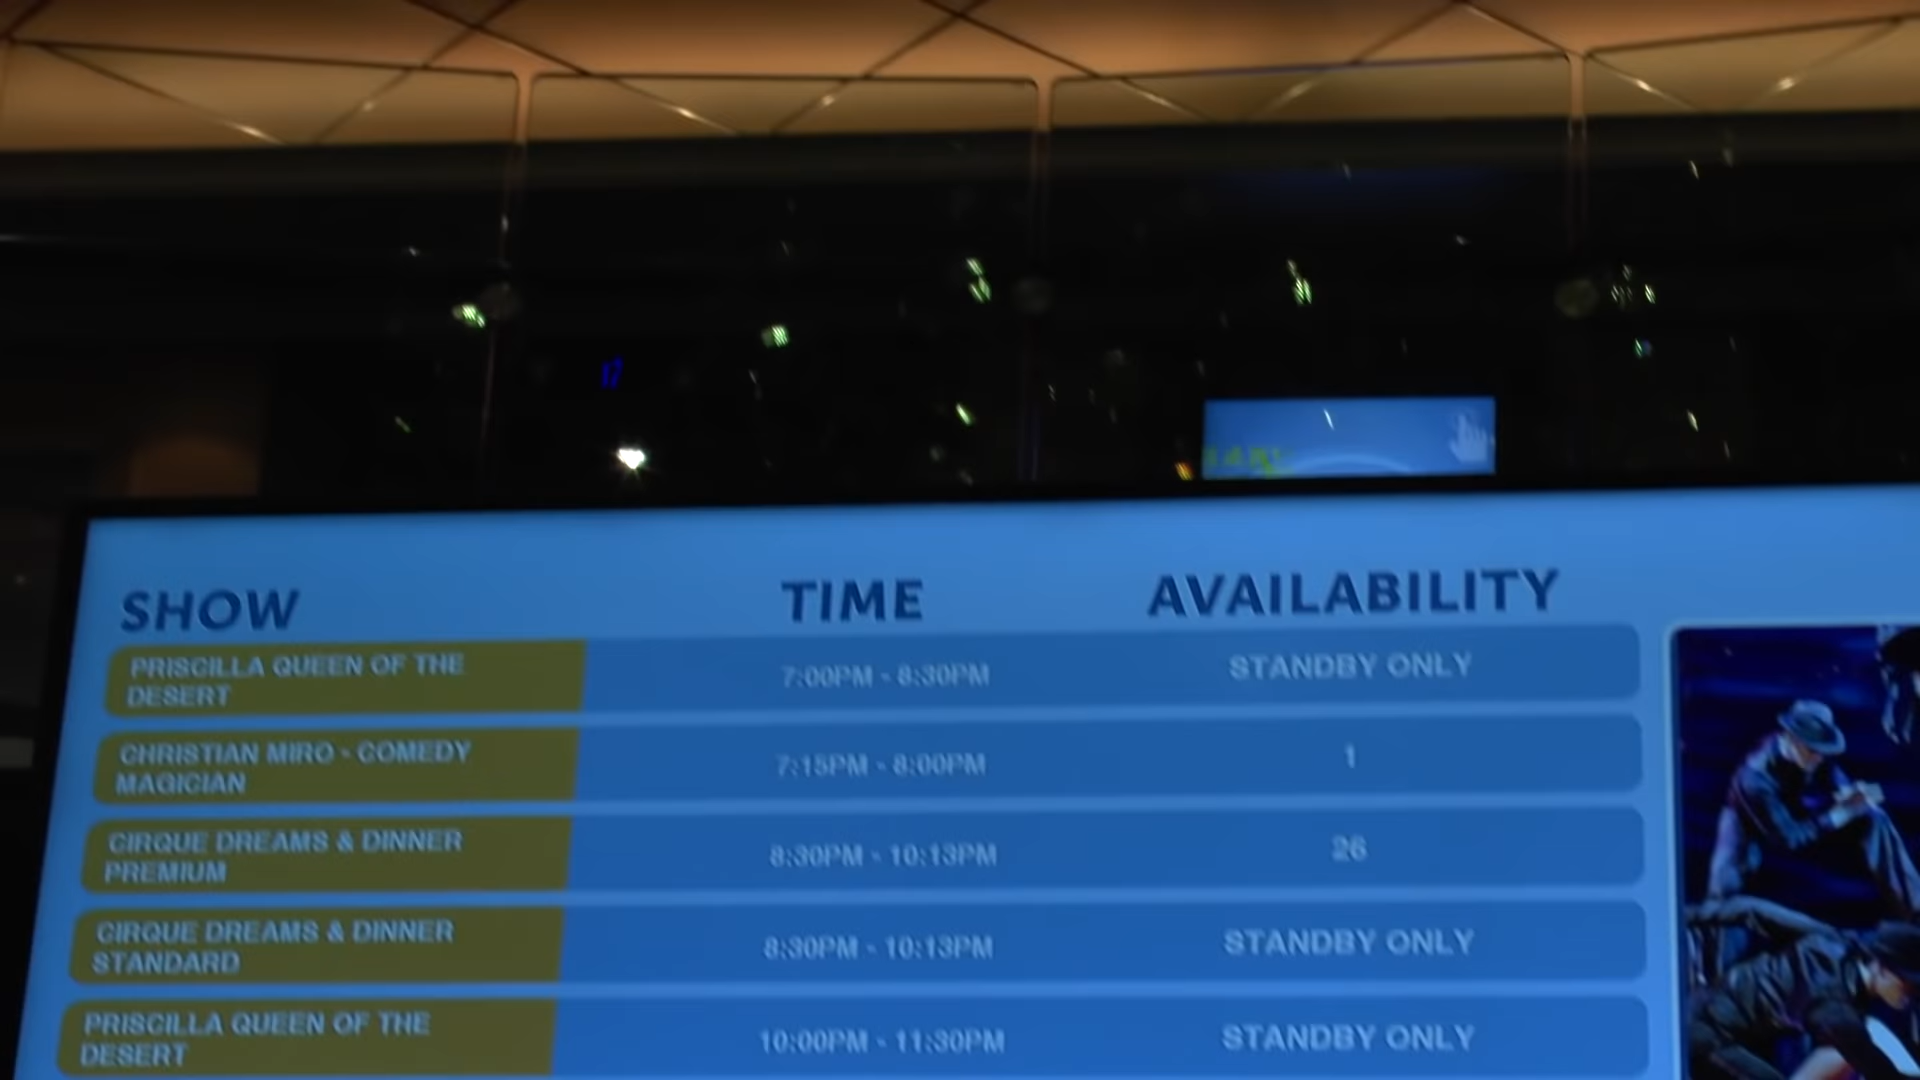 SHOW TIME AVAILABILITY
PRISCILLA QUEEN OF THE
DESERT
7:00PM - 8:30PM
STANDBY ONLY
CHRISTIAN MIRO - COMEDY
MAGICIAN
7:15PM - 8:00PM
1
CIRQUE DREAMS & DINNER
PREMIUM
8:30PM - 10:13PM
26
CIRQUE DREAMS & DINNER
STANDARD
8:30PM - 10:13PM
STANDBY ONLY
PRISCILLA QUEEN OF THE
DESERT
10:00PM - 11:30PM
STANDBY ONLY